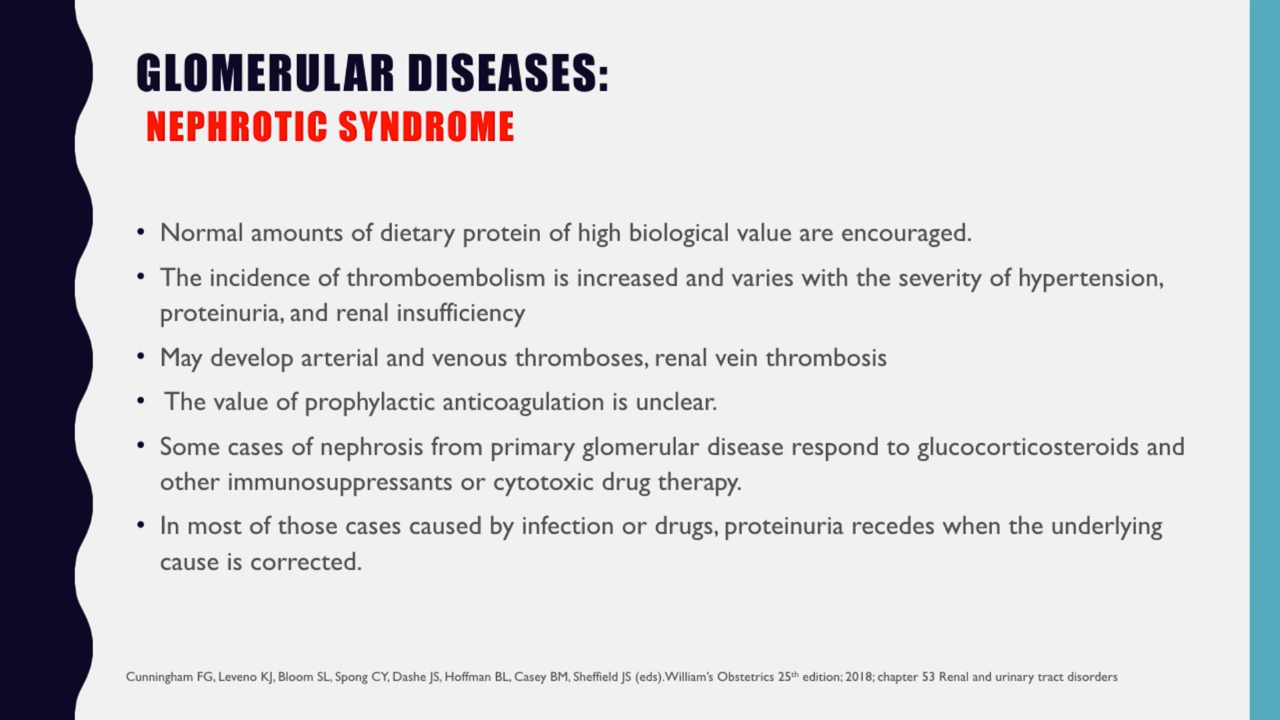 GLOMERULAR DISEASES:
NEPHROTIC SYNDROME
• Normal amounts of dietary protein of high biological value are encouraged.
• The incidence of thromboembolism is increased and varies with the severity of hypertension,
proteinuria, and renal insufficiency
• May develop arterial and venous thromboses, renal vein thrombosis
• The value of prophylactic anticoagulation is unclear.
• Some cases of nephrosis from primary glomerular disease respond to glucocorticosteroids and
other immunosuppressants or cytotoxic drug therapy.
• In most of those cases caused by infection or drugs, proteinuria recedes when the underlying
cause is corrected.
Cunningham FG, Leveno KJ, Bloom SL, Spong CY, Dashe JS, Hoffman BL, Casey BM, Sheffield JS (eds). William's Obstetrics 25th edition; 2018; chapter 53 Renal and urinary tract disorders